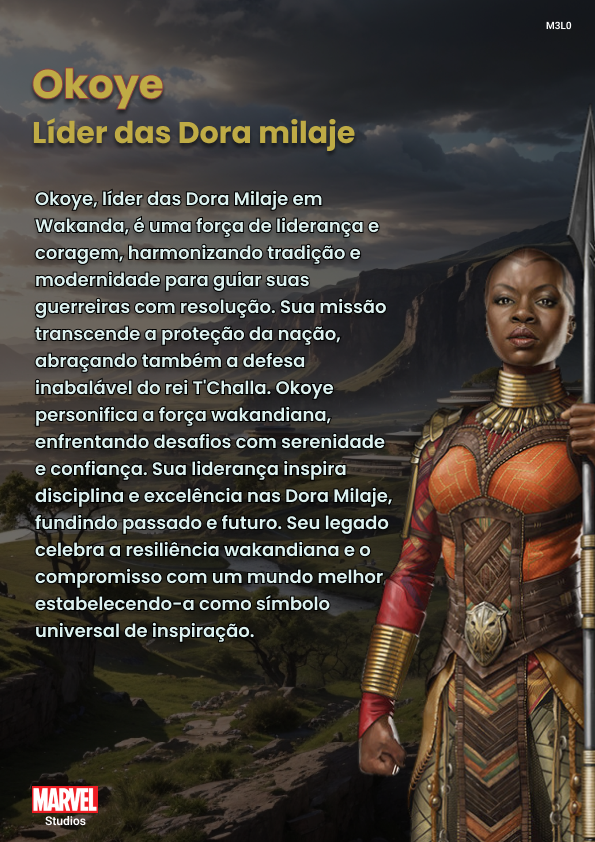 M3L0
Okoye
Líder das Dora milaje
Okoye, líder das Dora Milaje em
Wakanda, é uma força de liderança e
coragem, harmonizando tradição e
modernidade para guiar suas
guerreiras com resolução. Sua missão
transcende a proteção da nação,
abraçando também a defesa
inabalável do rei T'Challa. Okoye
personifica a força wakandiana,
enfrentando desafios com serenidade
e confiança. Sua liderança inspira
disciplina e excelência nas Dora Milaje,
fundindo passado e futuro. Seu legado
celebra a resiliência wakandiana e o
compromisso com um mundo melhor
estabelecendo-a como símbolo
universal de inspiração.
MARVEL
Studios